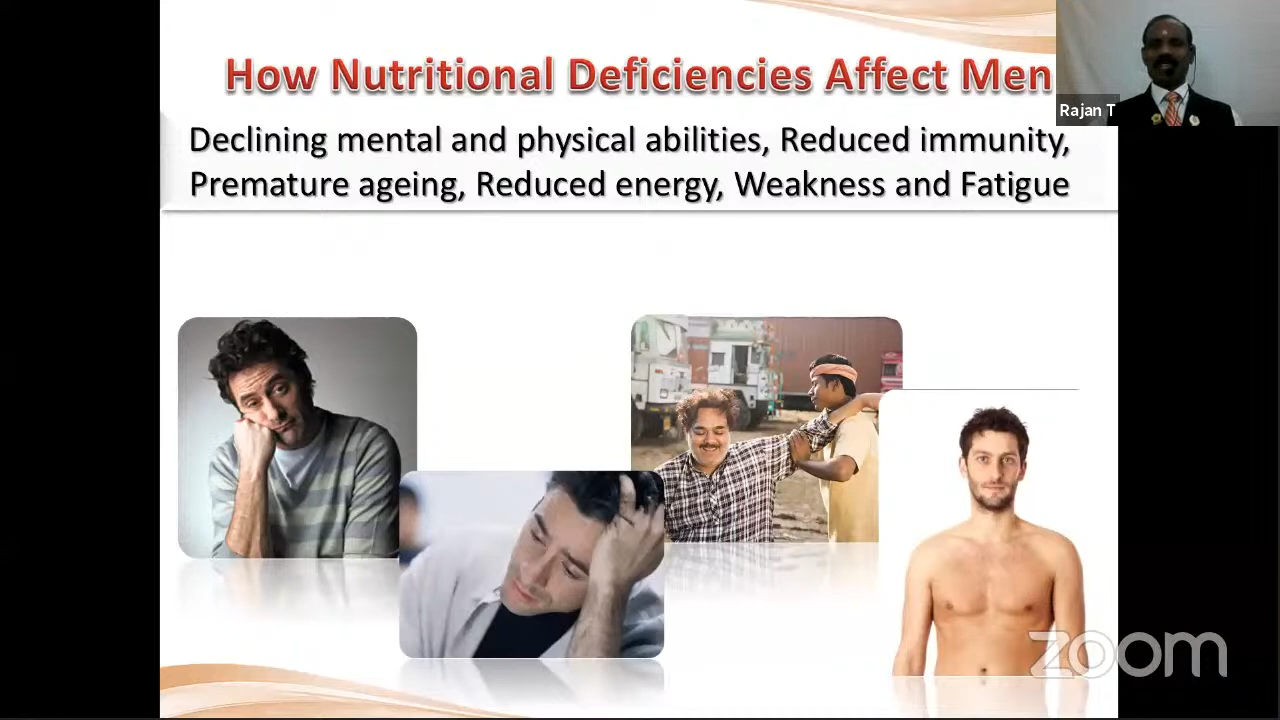 How Nutritional Deficiencies Affect Men
Rajan T
Declining mental and physical abilities, Reduced immunity,
Premature ageing, Reduced energy, Weakness and Fatigue
zoom